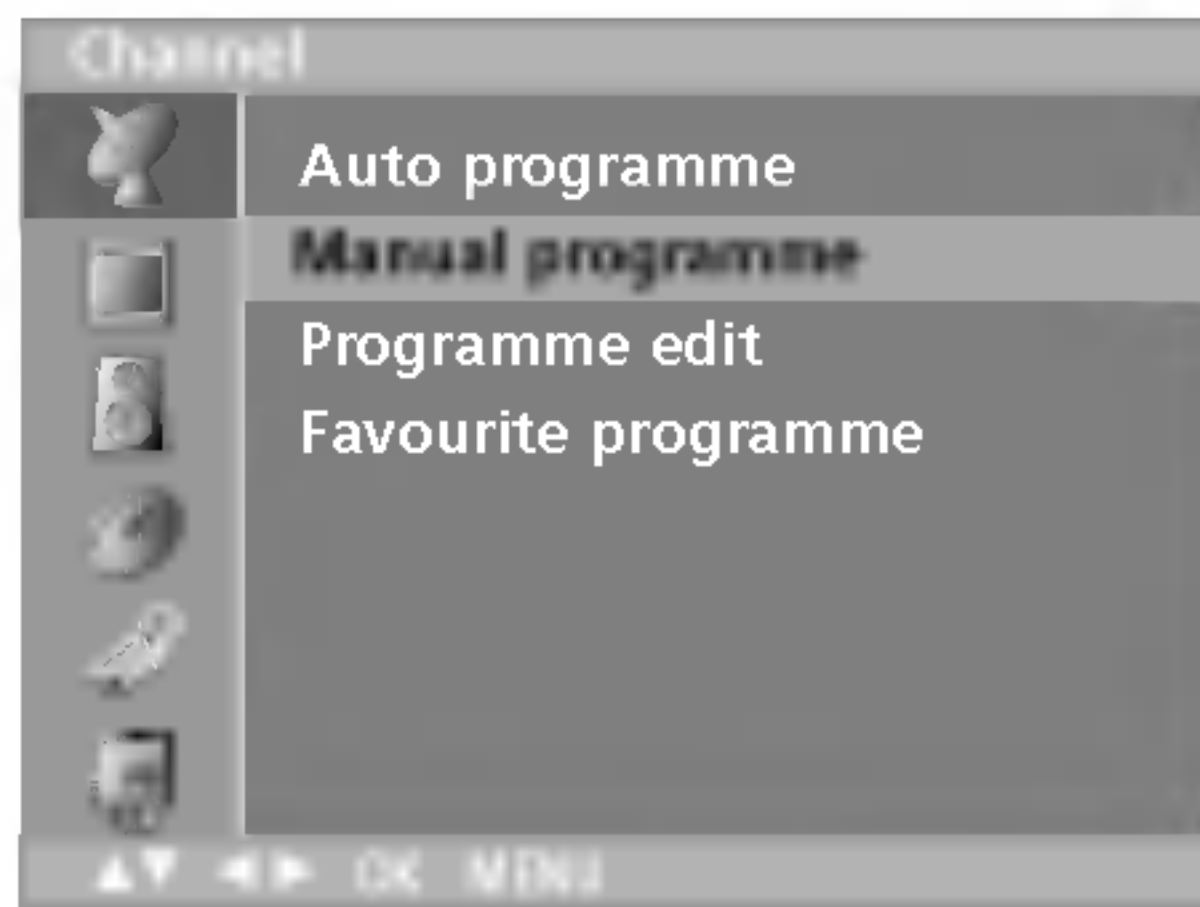 Channel
Auto programme
Manual programme
Programme edit
Favourite programme
▲▼ ◀▶ OK MENU